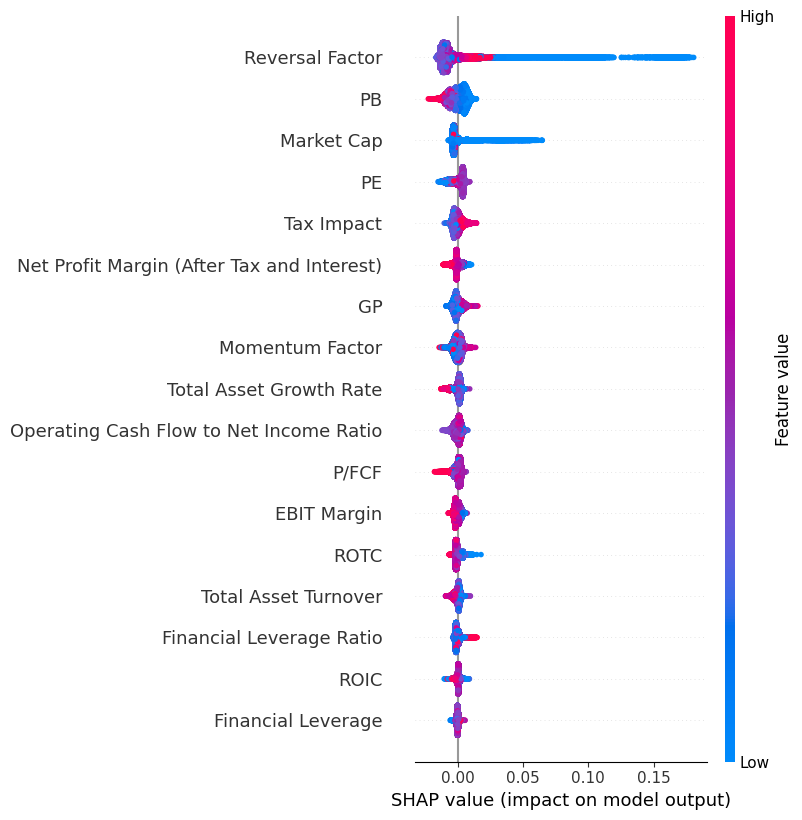 High
Reversal Factor
PB
Market Cap
PE
Tax Impact
Net Profit Margin (After Tax and Interest)
GP
Momentum Factor
Total Asset Growth Rate
Operating Cash Flow to Net Income Ratio
P/FCF
EBIT Margin
ROTC
Total Asset Turnover
Financial Leverage Ratio
ROIC
Financial Leverage
Feature value
Low
0.00 0.05 0.10 0.15
SHAP value (impact on model output)